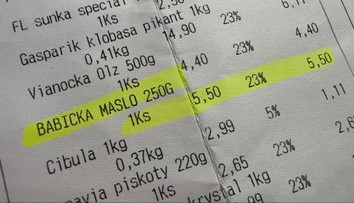 FL sunka special
1Ks
Gasparik klobasa pikant 1kg
0,41kg 14,90 23%
Vianocka Olz 500g
1Ks 4,40 23% 4,40
BABICKA MASLO 250G
1Ks 5,50 23% 5,50
Cibula 1kg
0,37kg 2,99 5% 1,11
piskoty 220g
1Ks 2,65 23%
1kg
23%